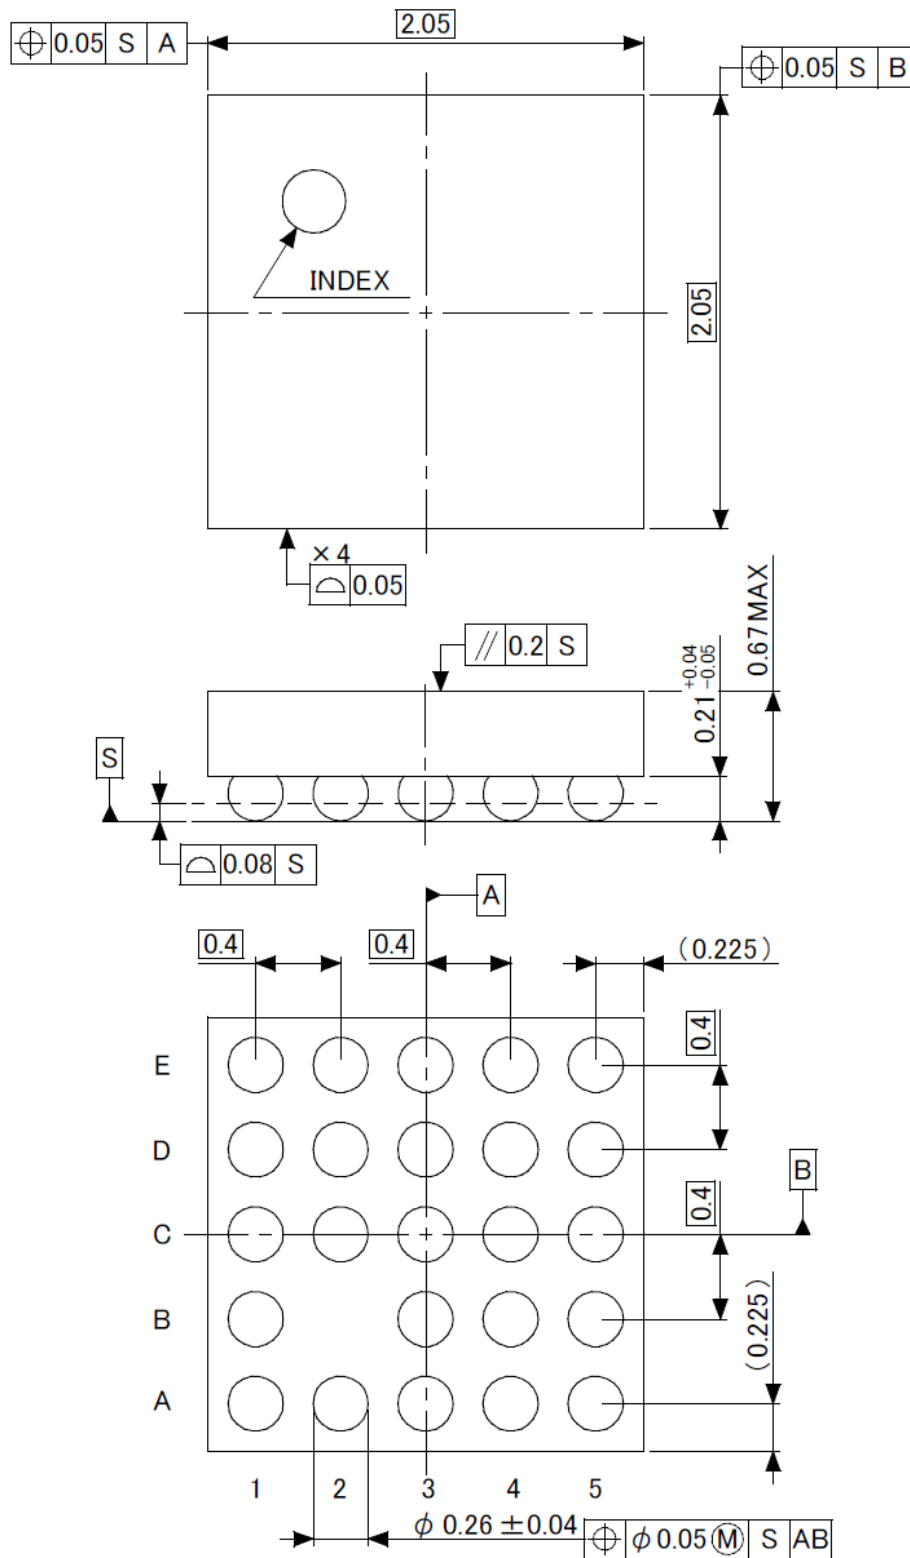 ⌖ 0.05 S A
2.05
⌖ 0.05 S B
INDEX
2.05
×4
⌓ 0.05
// 0.2 S
0.21 +0.04 -0.05
0.67MAX
S
⌓ 0.08 S
A
0.4
0.4
(0.225)
E
0.4
D
B
0.4
C
B
(0.225)
A
1 2 3 4 5
φ 0.26 ±0.04
⌖ φ 0.05 Ⓜ S AB